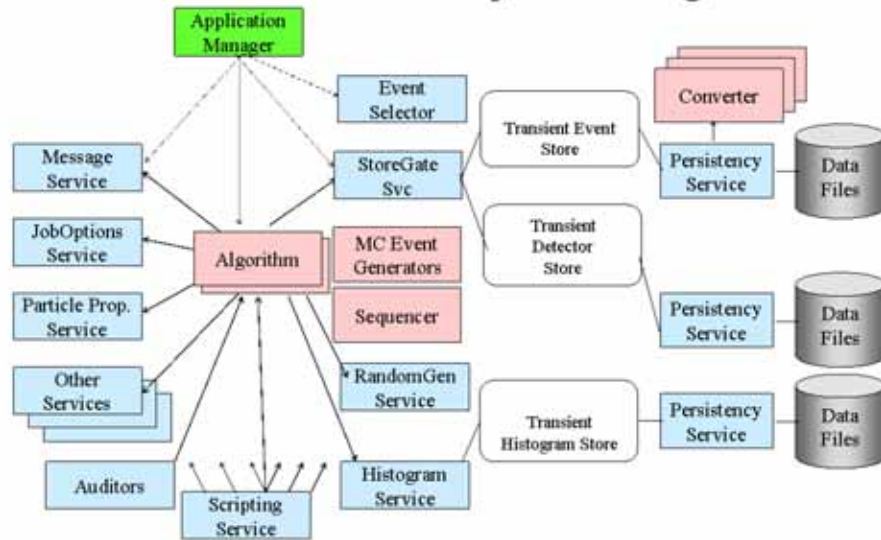 Application
Manager
Event
Selector
Converter
Transient Event
Store
Message
Service
StoreGate
Svc
Persistency
Service
Data
Files
JobOptions
Service
Algorithm
MC Event
Generators
Transient
Detector
Store
Particle Prop.
Service
Sequencer
Persistency
Service
Data
Files
Other
Services
RandomGen
Service
Transient
Histogram Store
Persistency
Service
Data
Files
Auditors
Scripting
Service
Histogram
Service